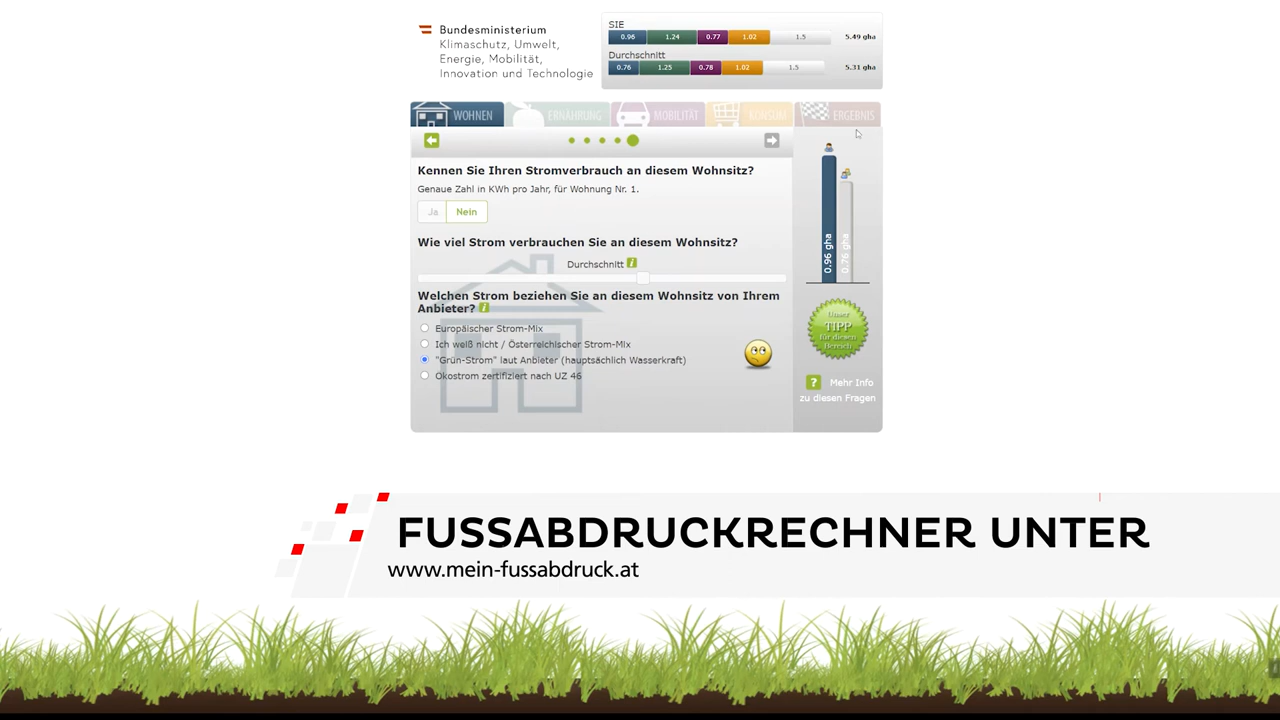 Bundesministerium
Klimaschutz, Umwelt,
Energie, Mobilität,
Innovation und Technologie
SIE
0.96 1.24 0.77 1.02 1.5 5.49 gha
Durchschnitt
0.76 1.25 0.78 1.02 1.5 5.31 gha
WOHNEN ERNÄHRUNG MOBILITÄT KONSUM ERGEBNIS
Kennen Sie Ihren Stromverbrauch an diesem Wohnsitz?
Genaue Zahl in KWh pro Jahr, für Wohnung Nr. 1.
Ja Nein
Wie viel Strom verbrauchen Sie an diesem Wohnsitz?
Durchschnitt i
Welchen Strom beziehen Sie an diesem Wohnsitz von Ihrem
Anbieter? i
Europäischer Strom-Mix
Ich weiß nicht / Österreichischer Strom-Mix
"Grün-Strom" laut Anbieter (hauptsächlich Wasserkraft)
Ökostrom zertifiziert nach UZ 46
0.96 gha
0.76 gha
Unser
TIPP
für diesen
Bereich
? Mehr Info
zu diesen Fragen
FUSSABDRUCKRECHNER UNTER
www.mein-fussabdruck.at